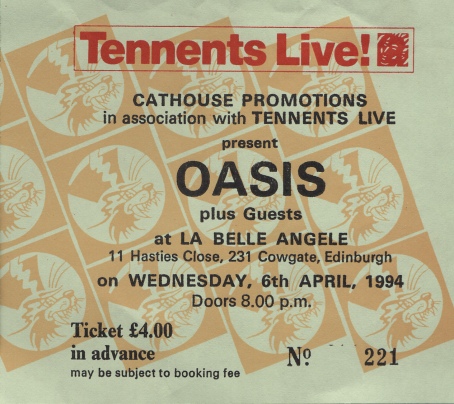 Tennents Live!
CATHOUSE PROMOTIONS
in association with TENNENTS LIVE
present
OASIS
plus Guests
at LA BELLE ANGELE
11 Hasties Close, 231 Cowgate, Edinburgh
on WEDNESDAY, 6th APRIL, 1994
Doors 8.00 p.m.
Ticket £4.00
in advance
may be subject to booking fee
Nº 221